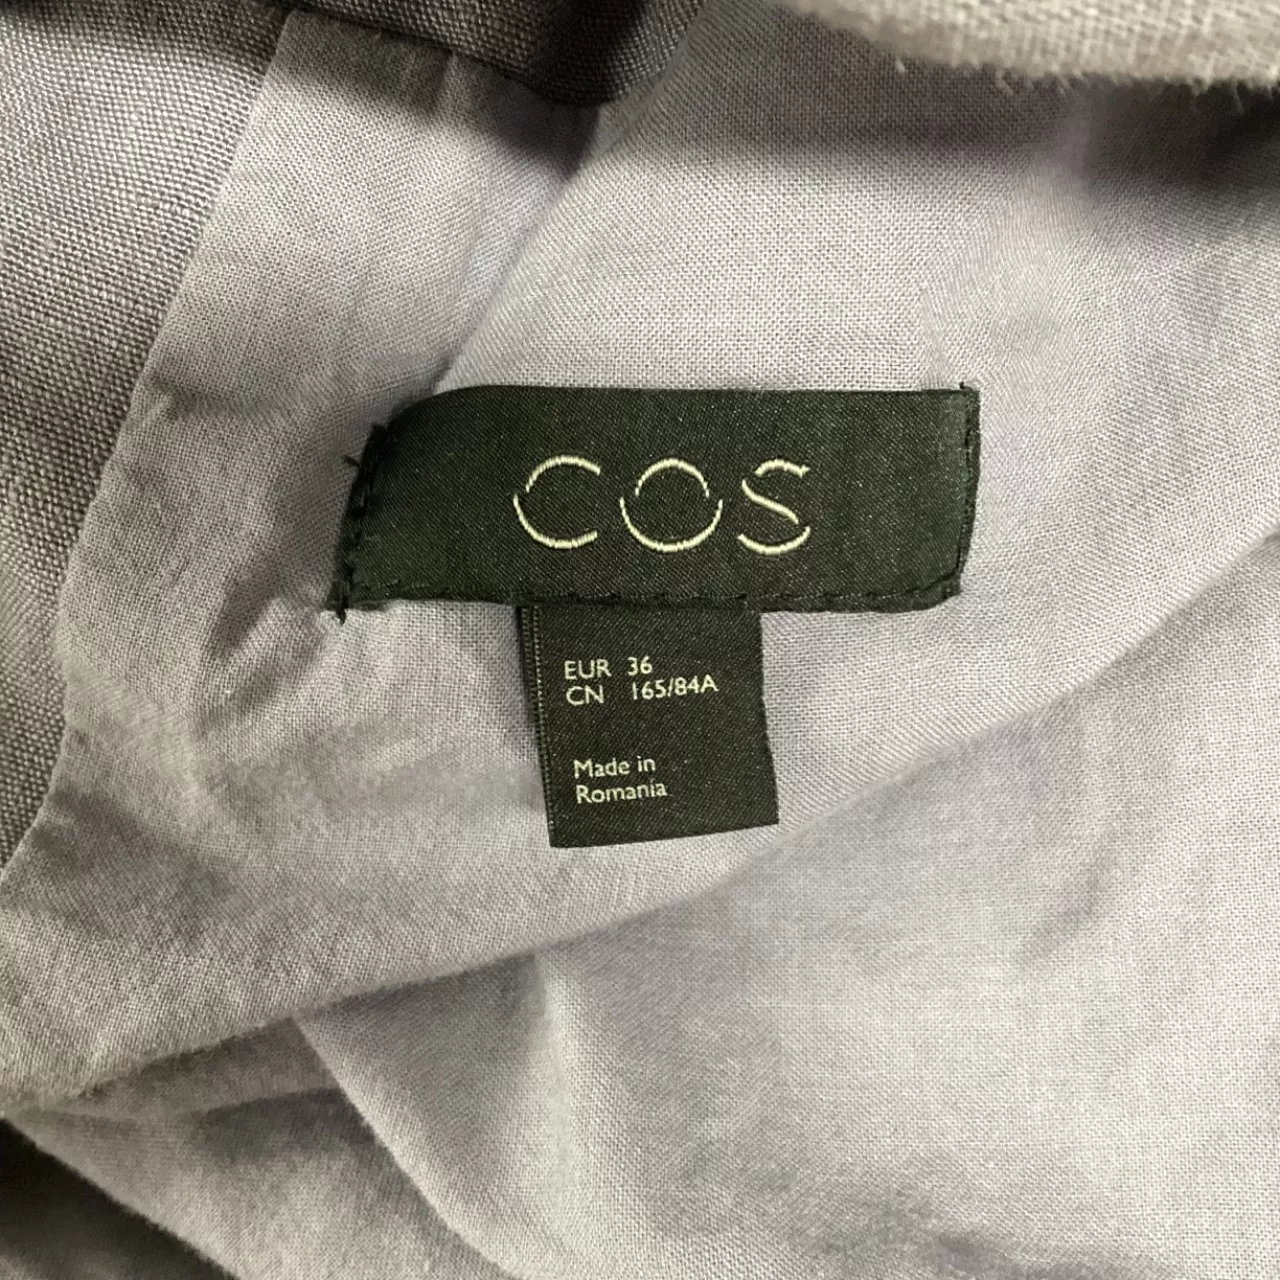 COS
EUR 36
CN 165/84A
Made in
Romania